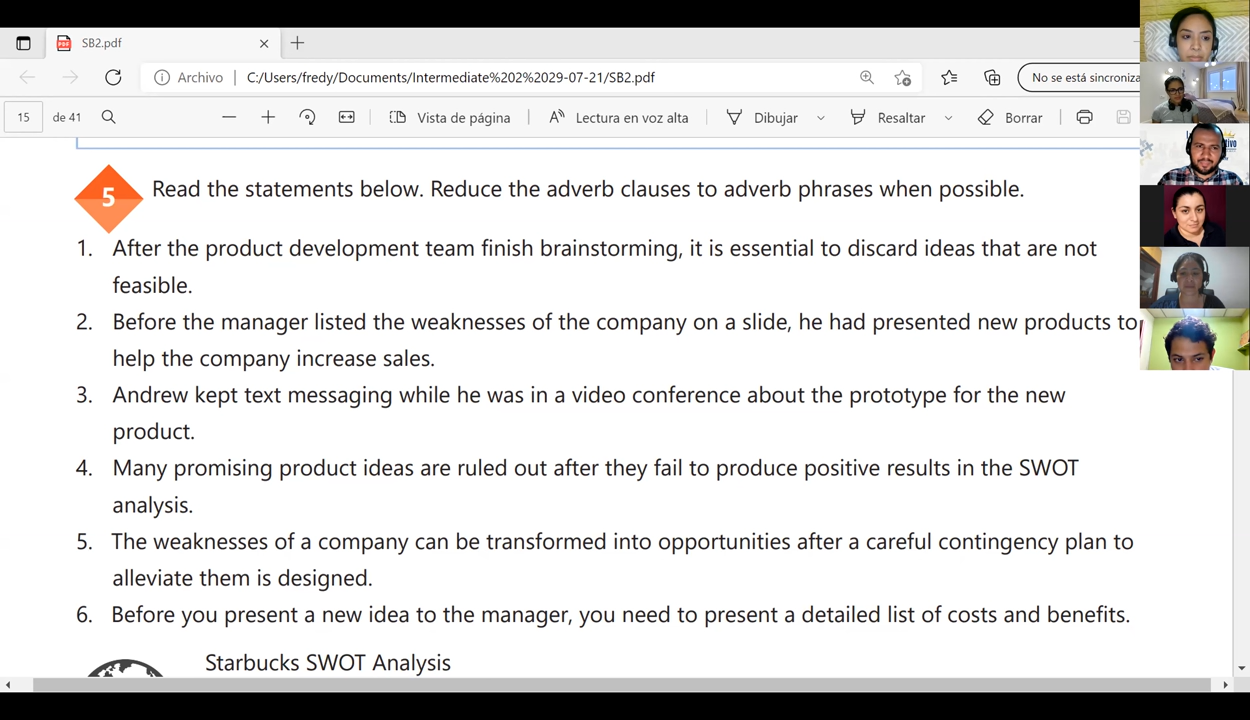 SB2.pdf
Archivo C:/Users/fredy/Documents/Intermediate%202%2029-07-21/SB2.pdf
No se está sincroniza
15 de 41 Vista de página Lectura en voz alta Dibujar Resaltar Borrar
5 Read the statements below. Reduce the adverb clauses to adverb phrases when possible.
1. After the product development team finish brainstorming, it is essential to discard ideas that are not
feasible.
2. Before the manager listed the weaknesses of the company on a slide, he had presented new products to
help the company increase sales.
3. Andrew kept text messaging while he was in a video conference about the prototype for the new
product.
4. Many promising product ideas are ruled out after they fail to produce positive results in the SWOT
analysis.
5. The weaknesses of a company can be transformed into opportunities after a careful contingency plan to
alleviate them is designed.
6. Before you present a new idea to the manager, you need to present a detailed list of costs and benefits.
Starbucks SWOT Analysis